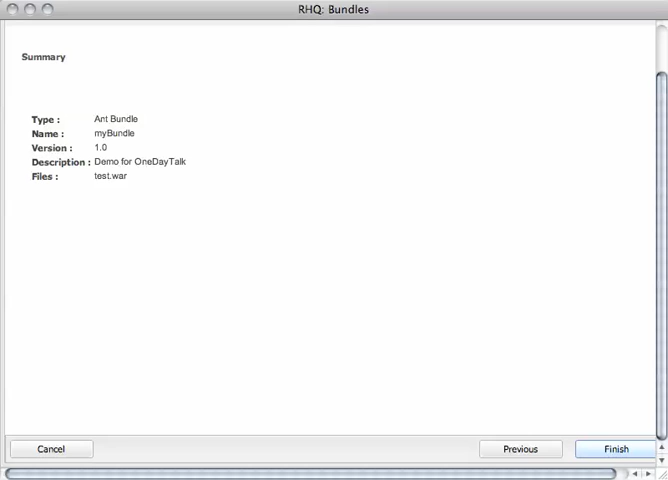 RHQ: Bundles
Summary
Type : Ant Bundle
Name : myBundle
Version : 1.0
Description : Demo for OneDayTalk
Files : test.war
Cancel Previous Finish